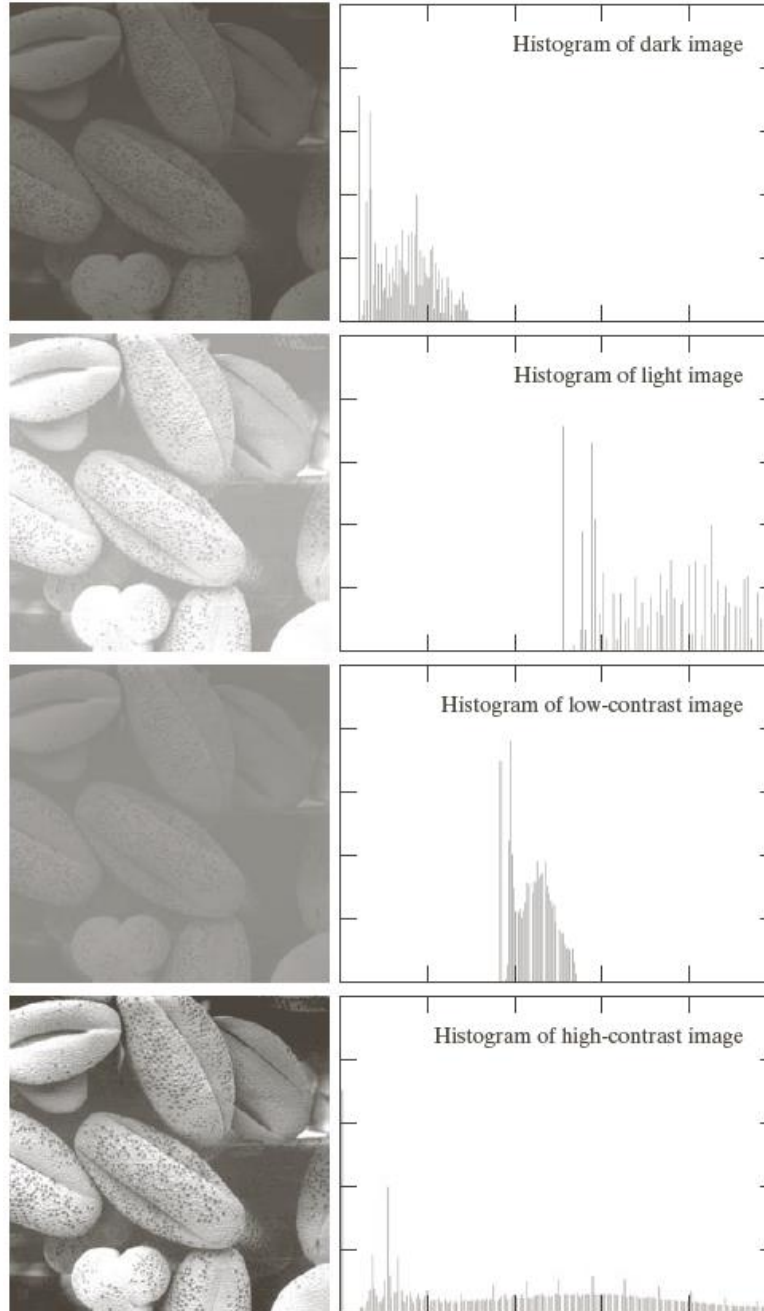 Histogram of dark image
Histogram of light image
Histogram of low-contrast image
Histogram of high-contrast image